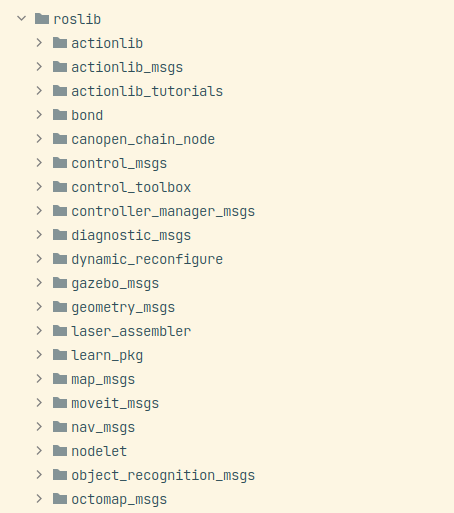 roslib
actionlib
actionlib_msgs
actionlib_tutorials
bond
canopen_chain_node
control_msgs
control_toolbox
controller_manager_msgs
diagnostic_msgs
dynamic_reconfigure
gazebo_msgs
geometry_msgs
laser_assembler
learn_pkg
map_msgs
moveit_msgs
nav_msgs
nodelet
object_recognition_msgs
octomap_msgs